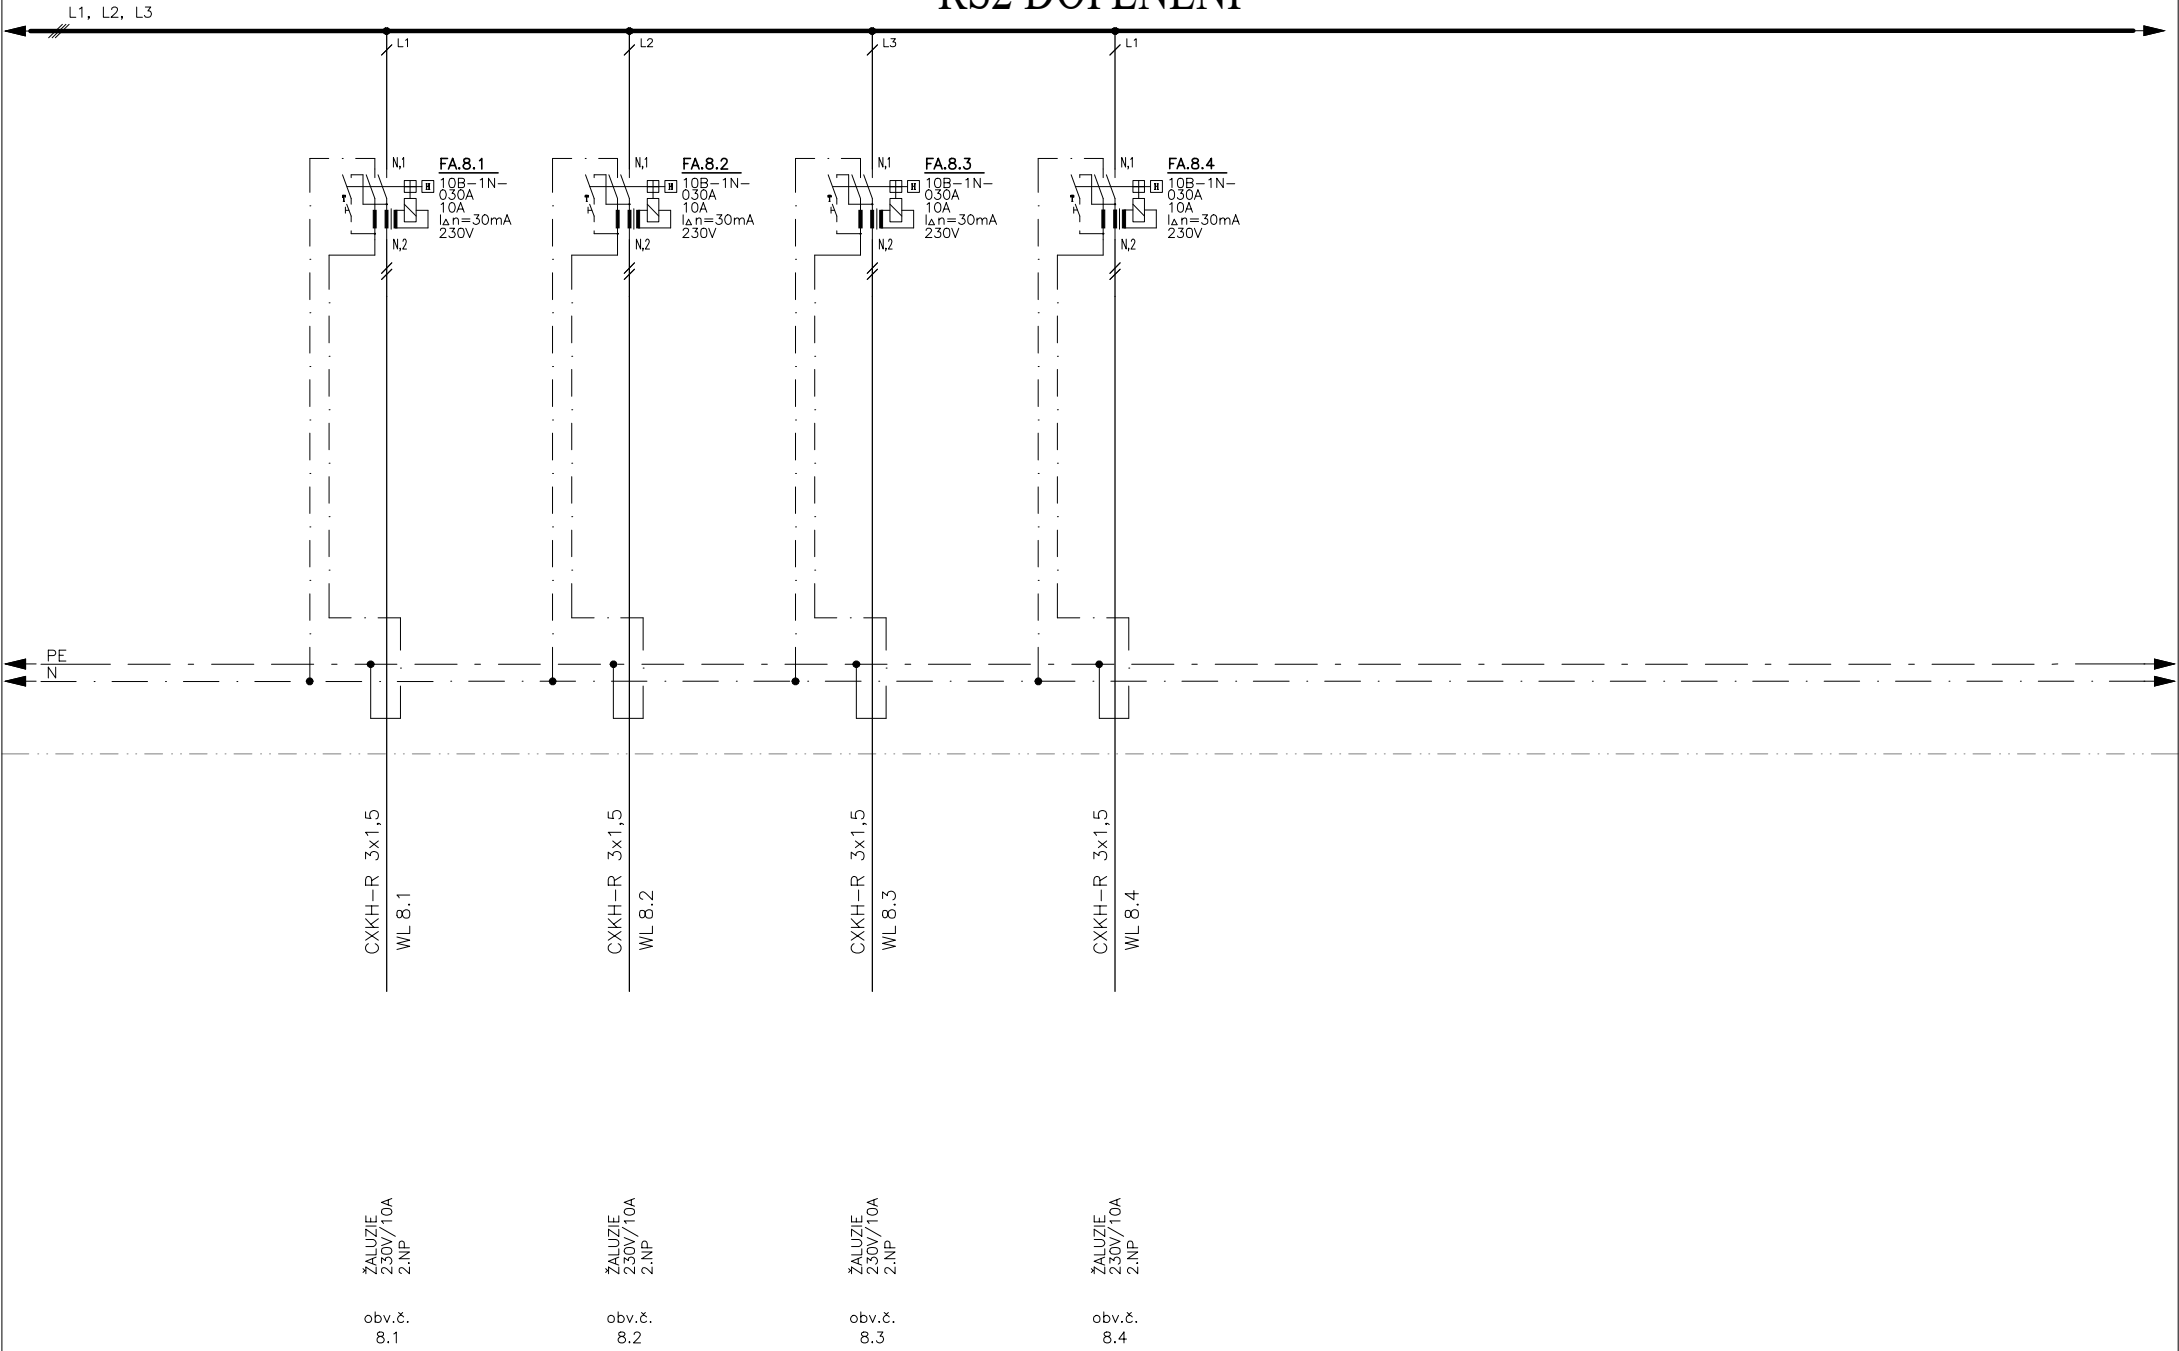 RS2 DOPLNĚNÍ
L1, L2, L3
L1
L2
L3
L1
N,1
FA.8.1
10B-1N-
030A
10A
I∆n=30mA
230V
N,2
N,1
FA.8.2
10B-1N-
030A
10A
I∆n=30mA
230V
N,2
N,1
FA.8.3
10B-1N-
030A
10A
I∆n=30mA
230V
N,2
N,1
FA.8.4
10B-1N-
030A
10A
I∆n=30mA
230V
N,2
H
H
H
H
PE
N
CXKH-R 3x1,5
WL 8.1
CXKH-R 3x1,5
WL 8.2
CXKH-R 3x1,5
WL 8.3
CXKH-R 3x1,5
WL 8.4
ŽALUZIE
230V/10A
2.NP
ŽALUZIE
230V/10A
2.NP
ŽALUZIE
230V/10A
2.NP
ŽALUZIE
230V/10A
2.NP
obv.č.
8.1
obv.č.
8.2
obv.č.
8.3
obv.č.
8.4